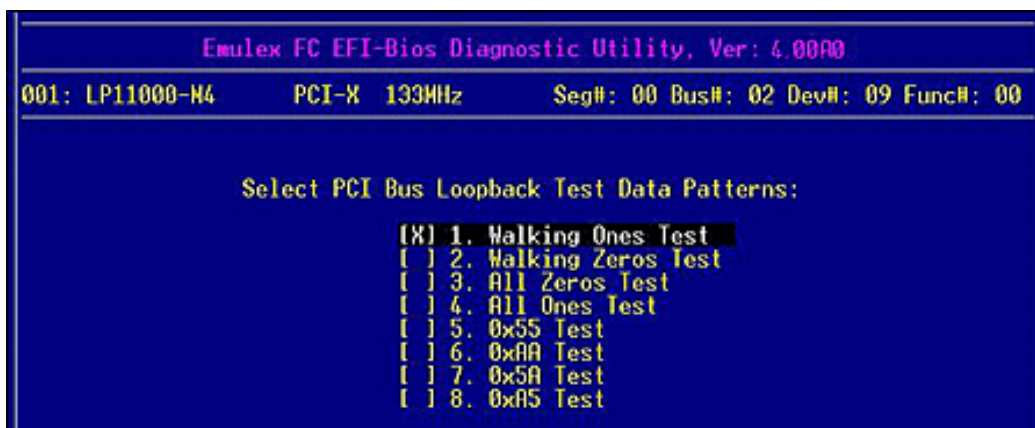 Emulex FC EFI-Bios Diagnostic Utility, Ver: 4.00A0
001: LP11000-M4 PCI-X 133MHz Seg#: 00 Bus#: 02 Dev#: 09 Func#: 00
Select PCI Bus Loopback Test Data Patterns:
[X] 1. Walking Ones Test
[ ] 2. Walking Zeros Test
[ ] 3. All Zeros Test
[ ] 4. All Ones Test
[ ] 5. 0x55 Test
[ ] 6. 0xAA Test
[ ] 7. 0x5A Test
[ ] 8. 0xA5 Test